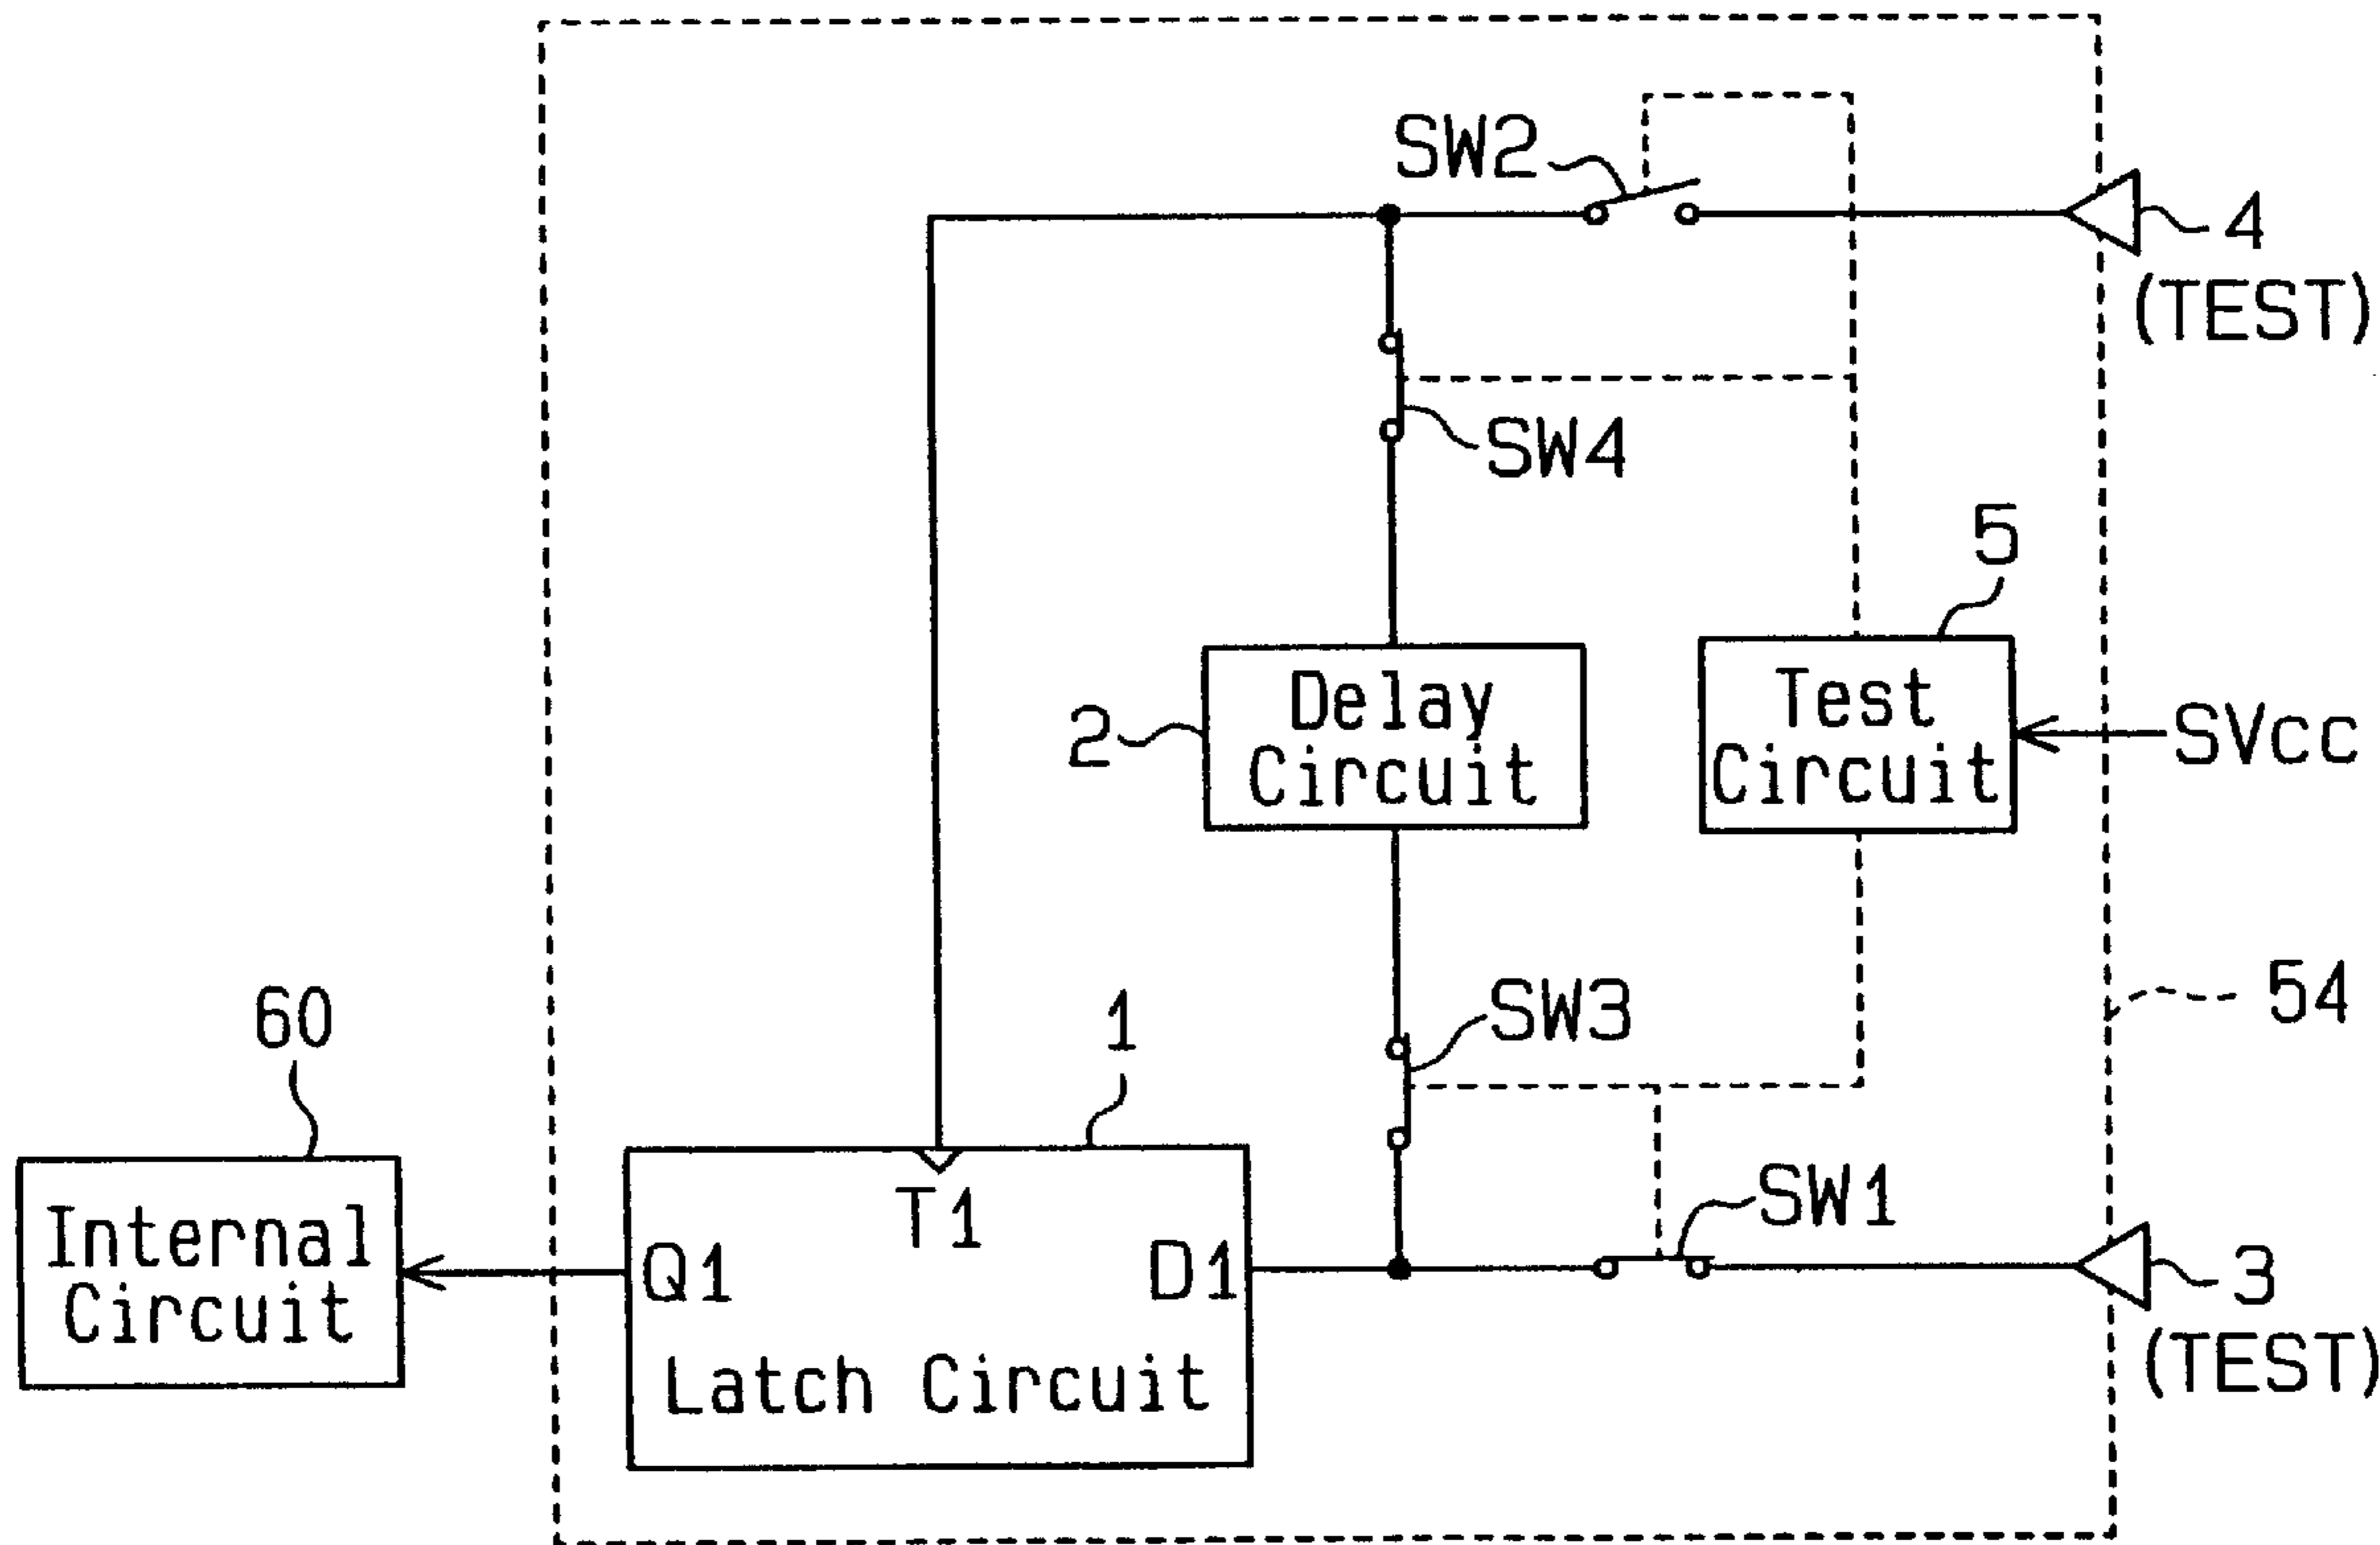 SW2
4
(TEST)
SW4
5
2
Delay
Circuit
Test
Circuit
SVcc
54
60
1
SW3
SW1
Internal
Circuit
T1
Q1
D1
Latch Circuit
3
(TEST)